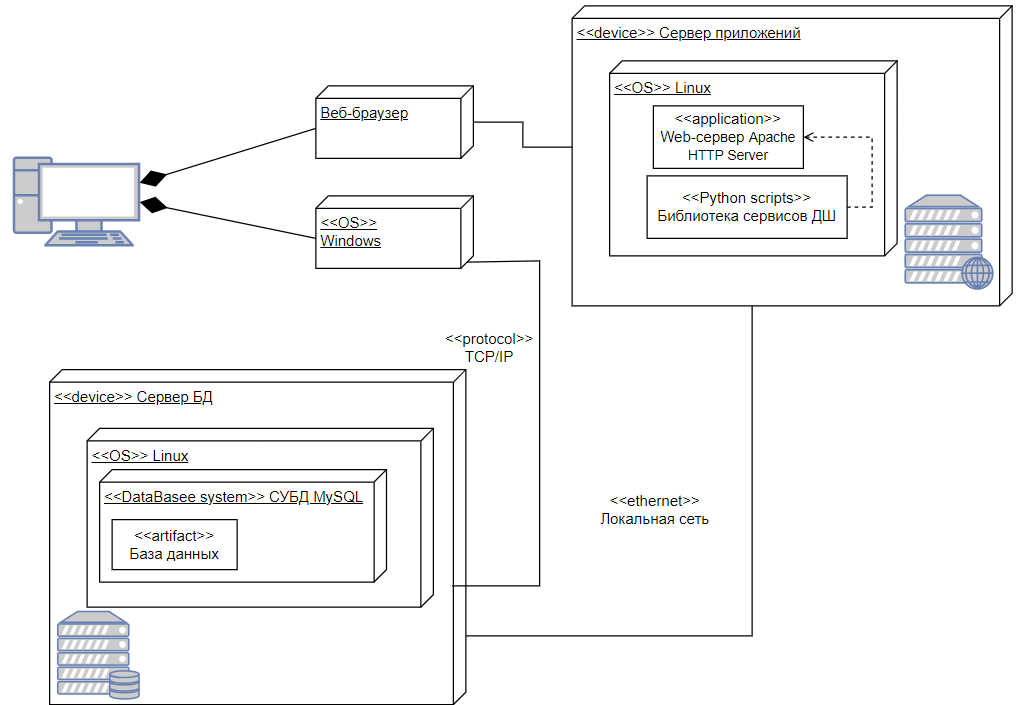 <<device>> Сервер приложений
<<OS>> Linux
<<application>>
Web-сервер Apache
HTTP Server
<<Python scripts>>
Библиотека сервисов ДШ
Веб-браузер
<<OS>>
Windows
<<protocol>>
TCP/IP
<<device>> Сервер БД
<<OS>> Linux
<<DataBasee system>> СУБД MySQL
<<artifact>>
База данных
<<ethernet>>
Локальная сеть